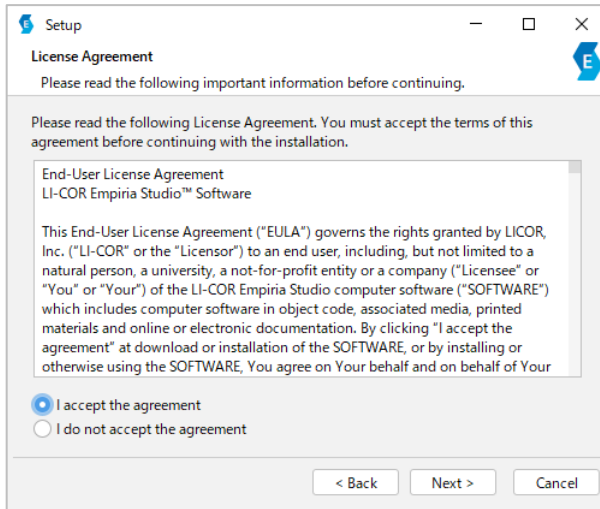 E Setup
License Agreement
Please read the following important information before continuing.
E
Please read the following License Agreement. You must accept the terms of this
agreement before continuing with the installation.
End-User License Agreement
LI-COR Empiria Studio™ Software
This End-User License Agreement (“EULA”) governs the rights granted by LICOR,
Inc. (“LI-COR” or the “Licensor”) to an end user, including, but not limited to a
natural person, a university, a not-for-profit entity or a company (“Licensee” or
“You” or “Your”) of the LI-COR Empiria Studio computer software (“SOFTWARE”)
which includes computer software in object code, associated media, printed
materials and online or electronic documentation. By clicking “I accept the
agreement” at download or installation of the SOFTWARE, or by installing or
otherwise using the SOFTWARE, You agree on Your behalf and on behalf of Your
I accept the agreement
I do not accept the agreement
< Back Next > Cancel